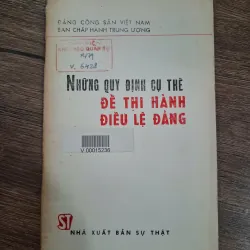 ĐẢNG CỘNG SẢN VIỆT NAM
BAN CHẤP HÀNH TRUNG ƯƠNG
NHỮNG QUY ĐỊNH CỤ THỂ
ĐỂ THI HÀNH
ĐIỀU LỆ ĐẢNG
V.00015236
ST
NHÀ XUẤT BẢN SỰ THẬT